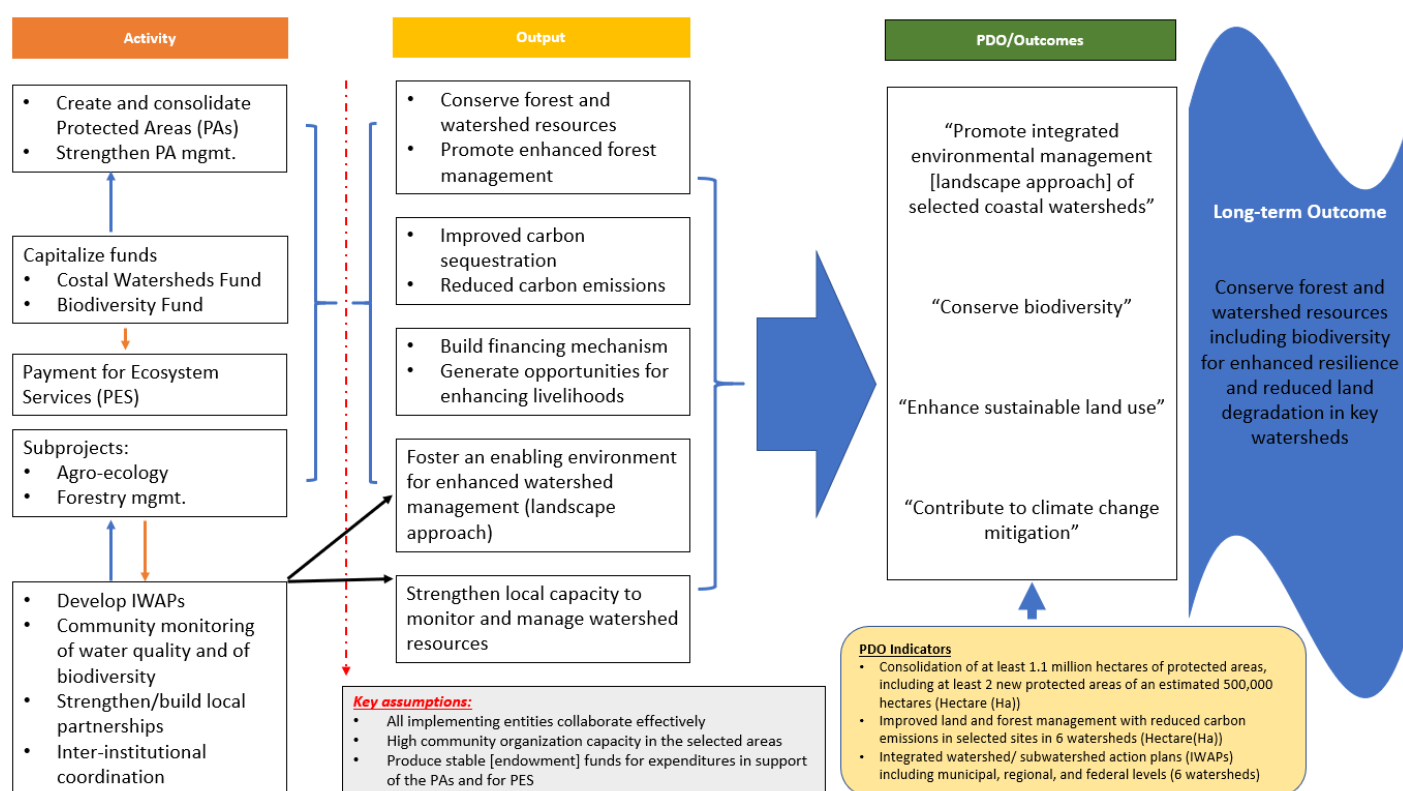 Activity
• Create and consolidate
Protected Areas (PAs)
• Strengthen PA mgmt.
Capitalize funds
• Costal Watersheds Fund
• Biodiversity Fund
Payment for Ecosystem
Services (PES)
Subprojects:
• Agro-ecology
• Forestry mgmt.
• Develop IWAPs
• Community monitoring
of water quality and of
biodiversity
• Strengthen/build local
partnerships
• Inter-institutional
coordination
Output
• Conserve forest and
watershed resources
• Promote enhanced forest
management
• Improved carbon
sequestration
• Reduced carbon emissions
• Build financing mechanism
• Generate opportunities for
enhancing livelihoods
Foster an enabling environment
for enhanced watershed
management (landscape
approach)
Strengthen local capacity to
monitor and manage watershed
resources
Key assumptions:
• All implementing entities collaborate effectively
• High community organization capacity in the selected areas
• Produce stable [endowment] funds for expenditures in support
of the PAs and for PES
PDO/Outcomes
“Promote integrated
environmental management
[landscape approach] of
selected coastal watersheds”
“Conserve biodiversity”
“Enhance sustainable land use”
“Contribute to climate change
mitigation”
PDO Indicators
• Consolidation of at least 1.1 million hectares of protected areas,
including at least 2 new protected areas of an estimated 500,000
hectares (Hectare (Ha))
• Improved land and forest management with reduced carbon
emissions in selected sites in 6 watersheds (Hectare(Ha))
• Integrated watershed/ subwatershed action plans (IWAPs)
including municipal, regional, and federal levels (6 watersheds)
Long-term Outcome
Conserve forest and
watershed resources
including biodiversity
for enhanced resilience
and reduced land
degradation in key
watersheds